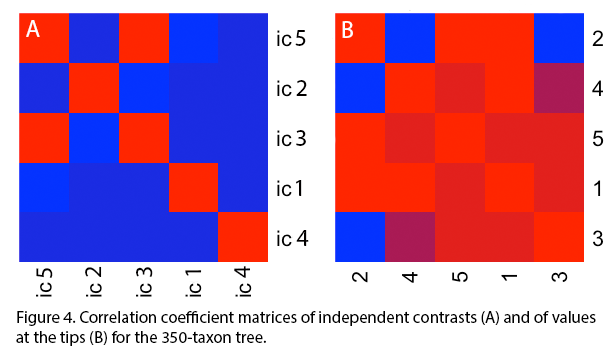 A
B
ic 5
2
ic 2
4
ic 3
5
ic 1
1
ic 4
3
ic 5 ic 2 ic 3 ic 1 ic 4
2 4 5 1 3
Figure 4. Correlation coefficient matrices of independent contrasts (A) and of values
at the tips (B) for the 350-taxon tree.